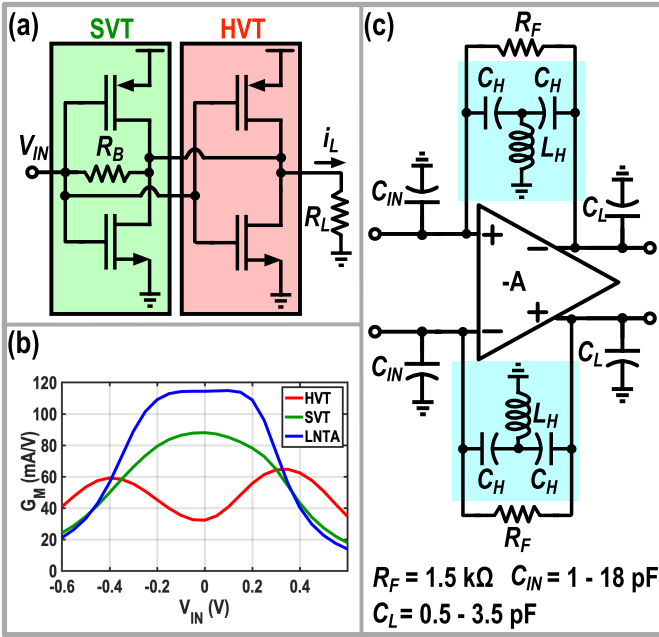 (a)
SVT
HVT
V_IN
R_B
i_L
R_L
(b)
120
100
80
60
40
20
0
G_M (mA/V)
HVT
SVT
LNTA
-0.6
-0.4
-0.2
0
0.2
0.4
V_IN (V)
(c)
R_F
C_H
C_H
L_H
C_IN
C_L
+
−
-A
+
−
C_IN
C_L
L_H
C_H
C_H
R_F
R_F = 1.5 kΩ C_IN = 1 - 18 pF
C_L = 0.5 - 3.5 pF